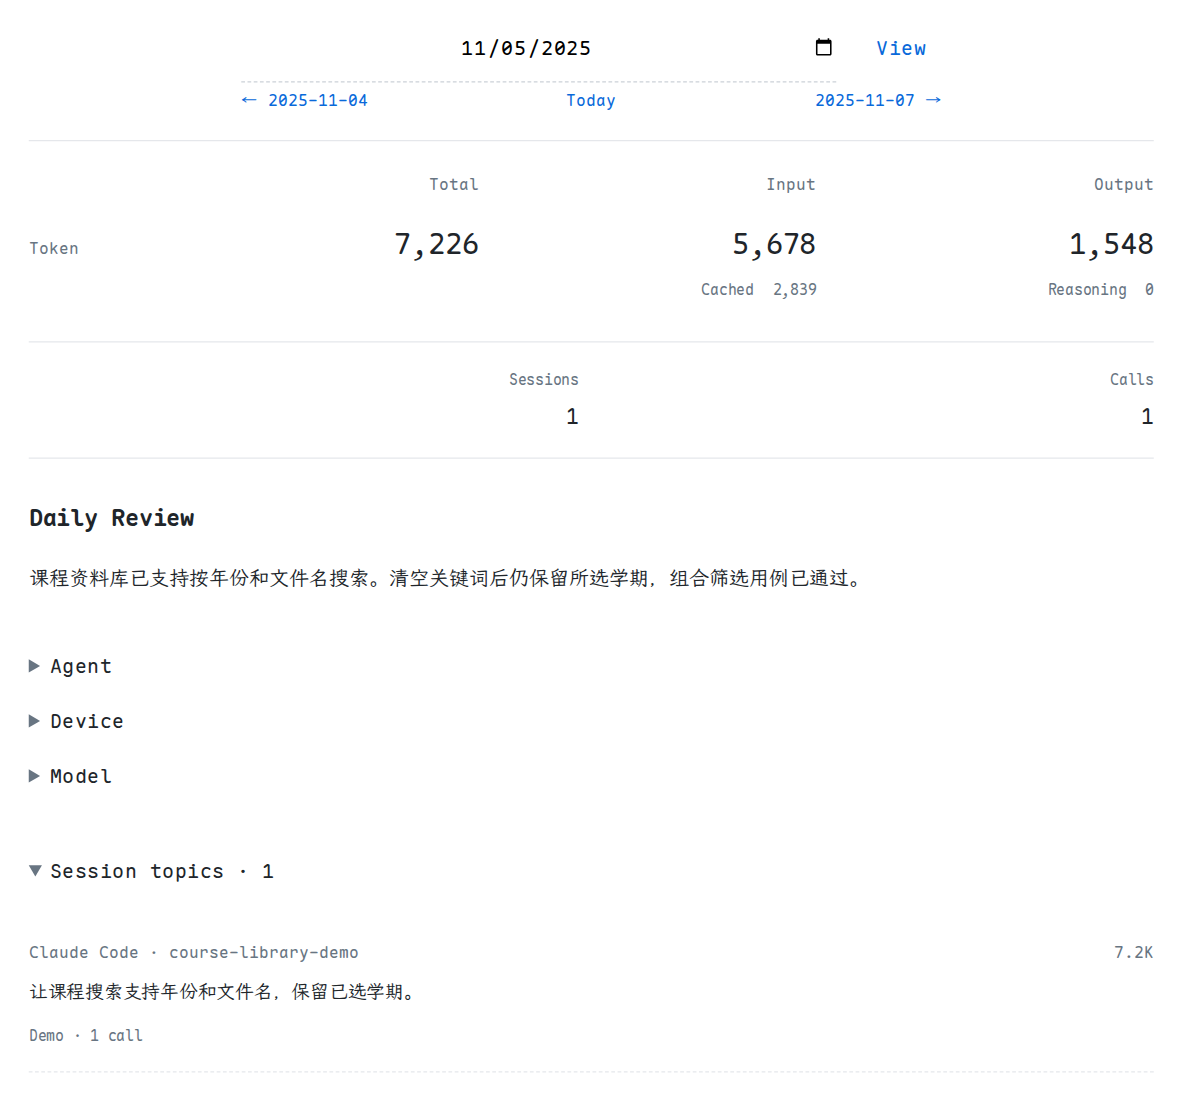 11/05/2025 View
← 2025-11-04 Today 2025-11-07 →
Total Input Output
Token 7,226 5,678 1,548
Cached 2,839 Reasoning 0
Sessions Calls
1 1
Daily Review
课程资料库已支持按年份和文件名搜索。清空关键词后仍保留所选学期，组合筛选用例已通过。
▶ Agent
▶ Device
▶ Model
▼ Session topics · 1
Claude Code · course-library-demo 7.2K
让课程搜索支持年份和文件名，保留已选学期。
Demo · 1 call